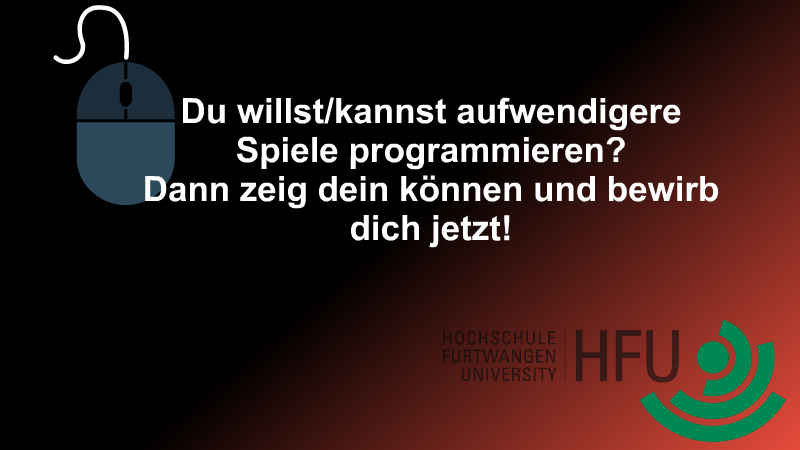 Du willst/kannst aufwendigere
Spiele programmieren?
Dann zeig dein können und bewirb
dich jetzt!
HOCHSCHULE
FURTWANGEN
UNIVERSITY
HFU